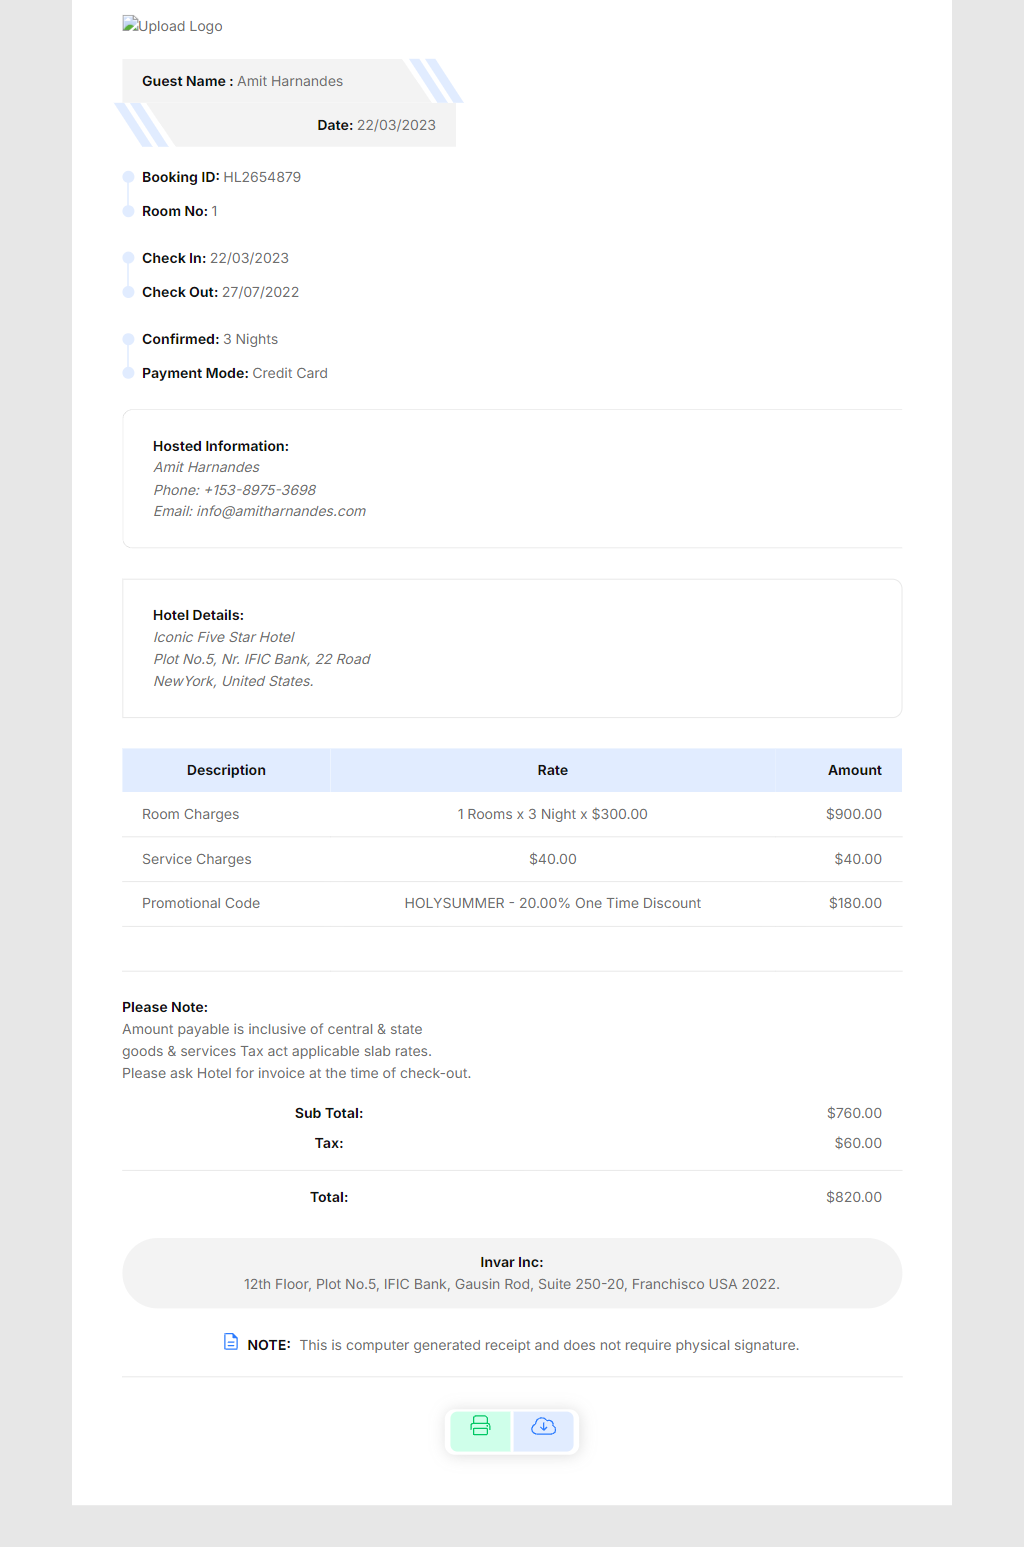 Upload Logo
Guest Name : Amit Harnandes
Date: 22/03/2023
Booking ID: HL2654879
Room No: 1
Check In: 22/03/2023
Check Out: 27/07/2022
Confirmed: 3 Nights
Payment Mode: Credit Card
Hosted Information:
Amit Harnandes
Phone: +153-8975-3698
Email: info@amitharnandes.com
Hotel Details:
Iconic Five Star Hotel
Plot No.5, Nr. IFIC Bank, 22 Road
NewYork, United States.
Description Rate Amount
Room Charges 1 Rooms x 3 Night x $300.00 $900.00
Service Charges $40.00 $40.00
Promotional Code HOLYSUMMER - 20.00% One Time Discount $180.00
Please Note:
Amount payable is inclusive of central & state
goods & services Tax act applicable slab rates.
Please ask Hotel for invoice at the time of check-out.
Sub Total: $760.00
Tax: $60.00
Total: $820.00
Invar Inc:
12th Floor, Plot No.5, IFIC Bank, Gausin Rod, Suite 250-20, Franchisco USA 2022.
NOTE: This is computer generated receipt and does not require physical signature.